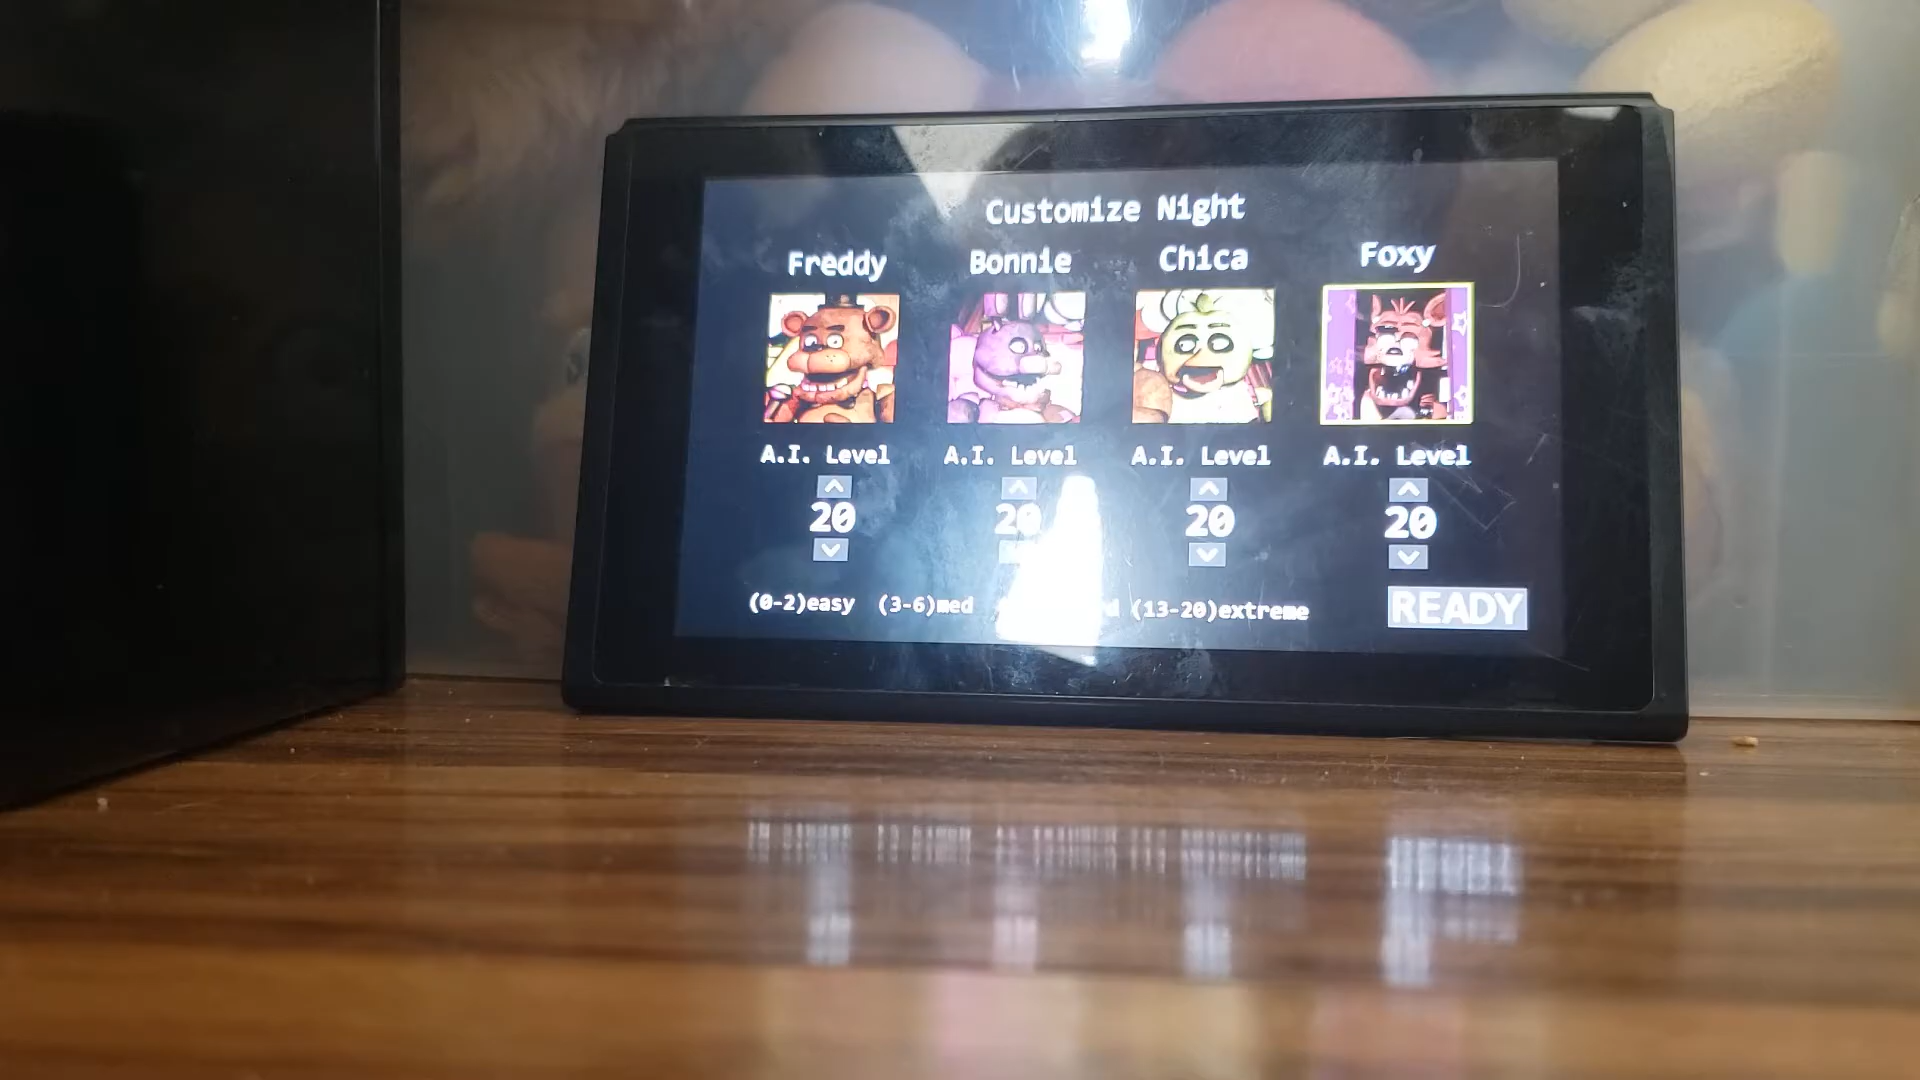 Customize Night
Freddy Bonnie Chica Foxy
A.I. Level A.I. Level A.I. Level A.I. Level
20 20 20 20
(0-2)easy (3-6)med (13-20)extreme
READY